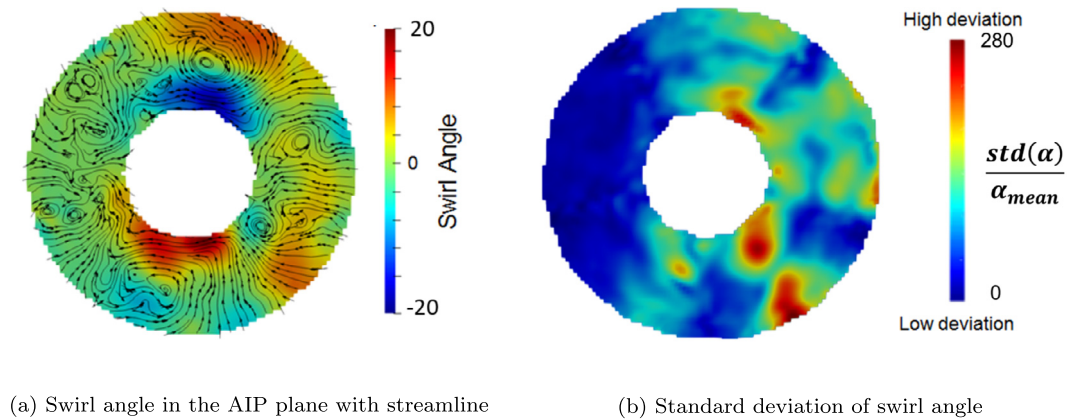 20
0
-20
Swirl Angle
High deviation
280
std(α)
α_mean
0
Low deviation
(a) Swirl angle in the AIP plane with streamline
(b) Standard deviation of swirl angle